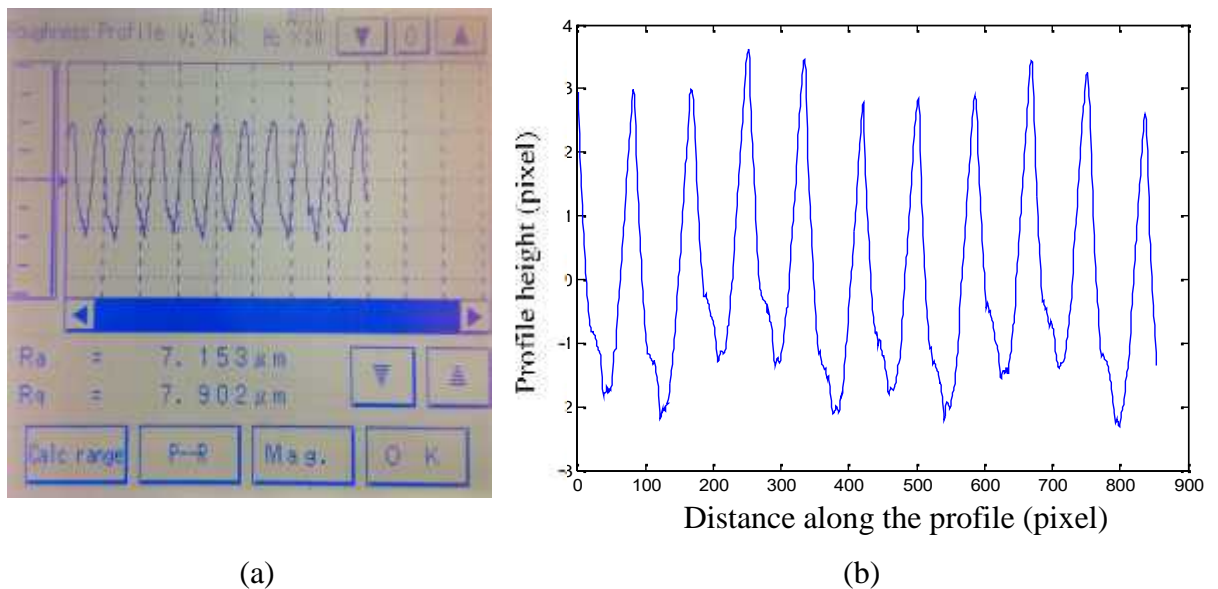 Roughness Profile V: ×1K H: ×20
AUTO AUTO
Ra = 7.153μm
Rq = 7.902μm
Calc range P→R Mag. O K
(a)
Profile height (pixel)
4
3
2
1
0
-1
-2
-3
0 100 200 300 400 500 600 700 800 900
Distance along the profile (pixel)
(b)